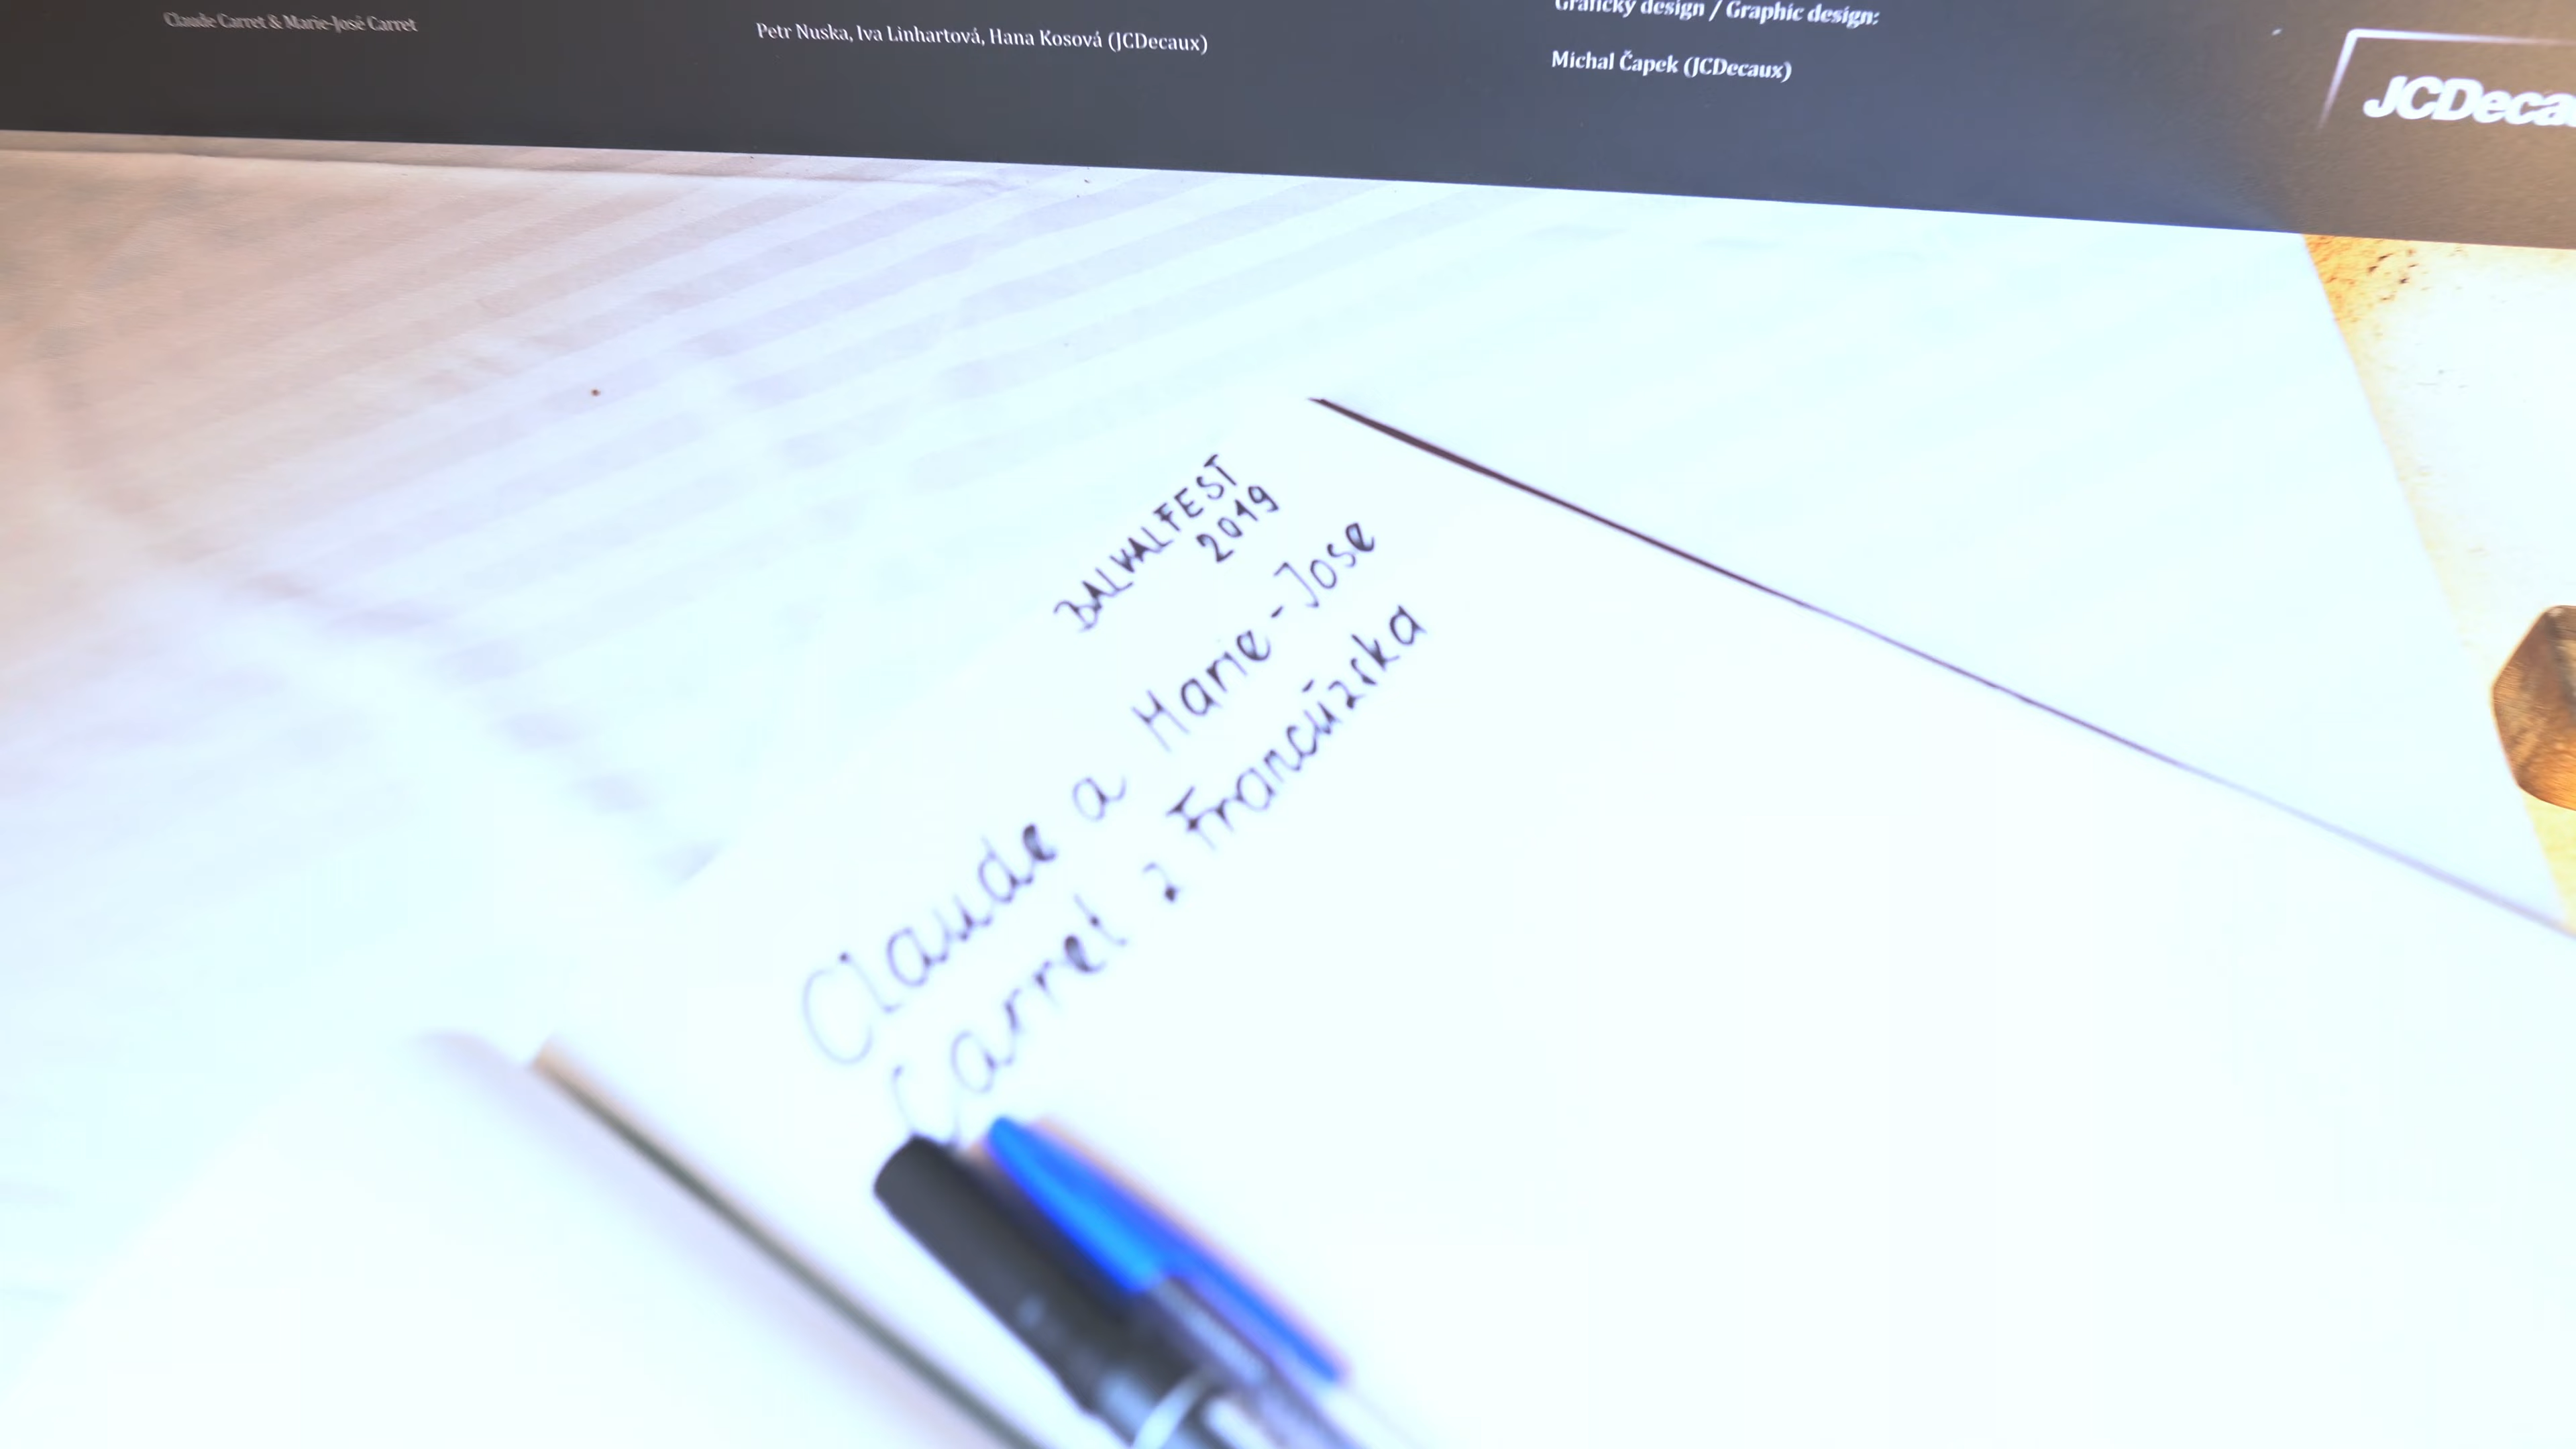 Claude Carret & Marie-José Carret
Petr Nuska, Iva Linhartová, Hana Kosová (JCDecaux)
Grafický design / Graphic design:
Michal Čapek (JCDecaux)
BALVALFEST
2019
Claude a Marie-Jose
Carret z Francúzska